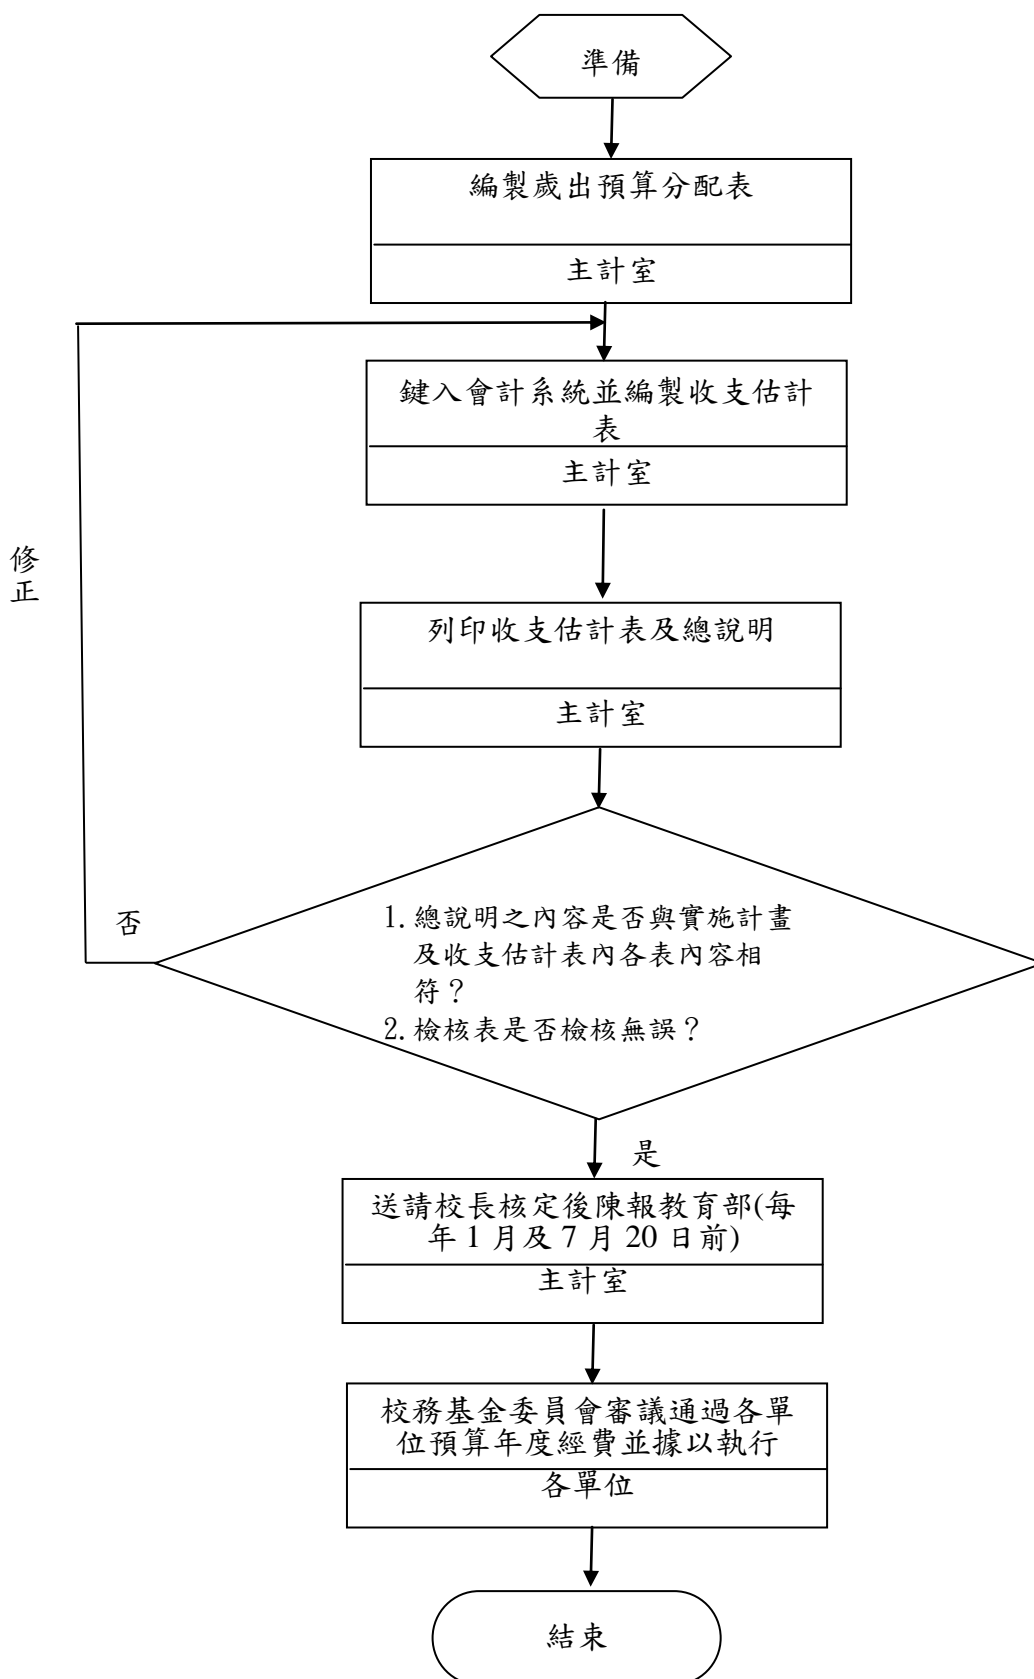 準備
編製歲出預算分配表
主計室
鍵入會計系統並編製收支估計
表
主計室
修
正
列印收支估計表及總說明
主計室
否
1. 總說明之內容是否與實施計畫
及收支估計表內各表內容相
符？
2. 檢核表是否檢核無誤？
是
送請校長核定後陳報教育部(每
年 1 月及 7 月 20 日前)
主計室
校務基金委員會審議通過各單
位預算年度經費並據以執行
各單位
結束